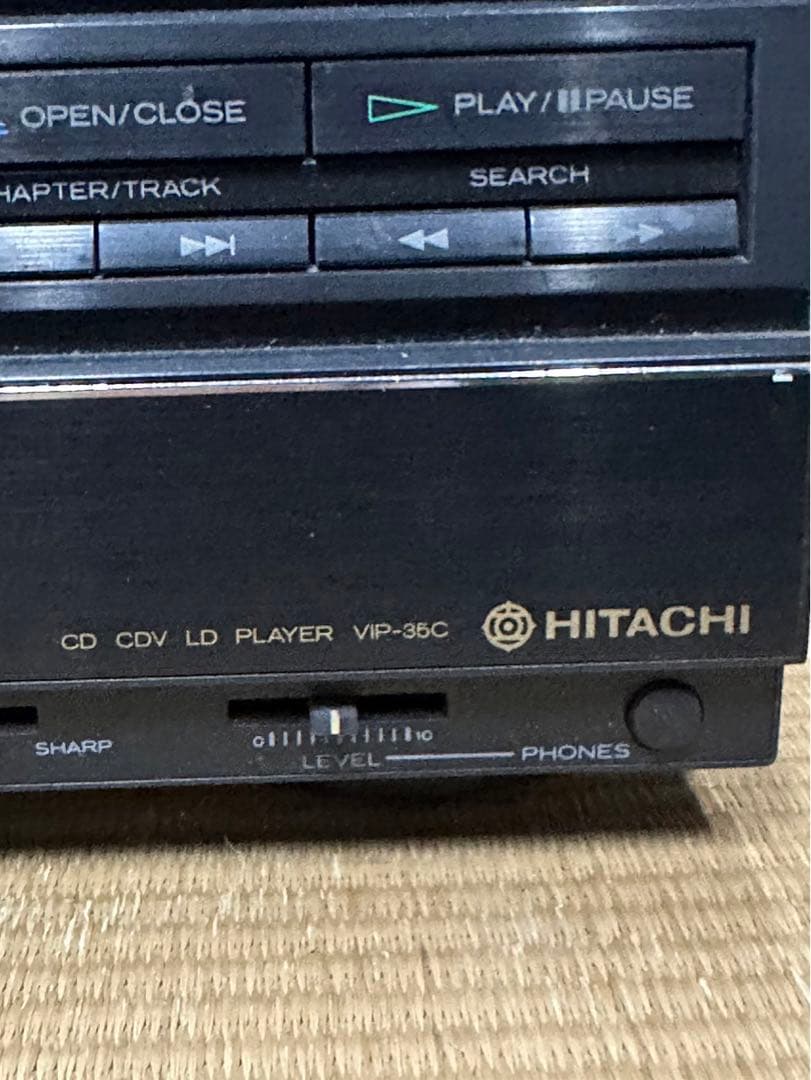 OPEN/CLOSE
PLAY/PAUSE
HAPTER/TRACK
SEARCH
CD CDV LD PLAYER VIP-35C HITACHI
0 10
SHARP
LEVEL PHONES